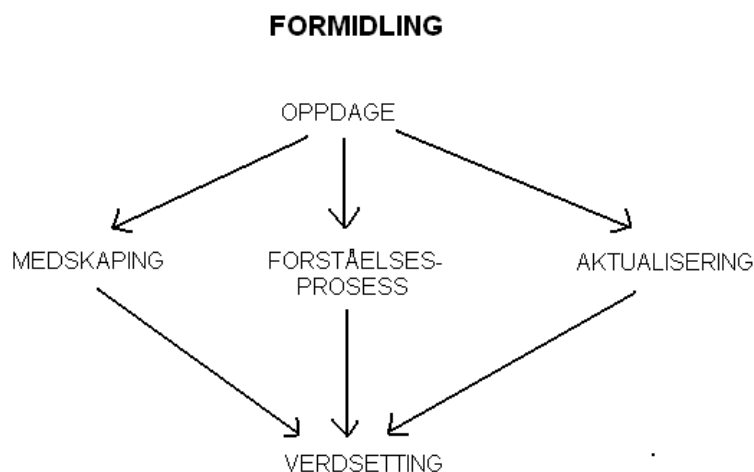 FORMIDLING
OPPDAGE
MEDSKAPING
FORSTÅELSES-
PROSESS
AKTUALISERING
VERDSETTING